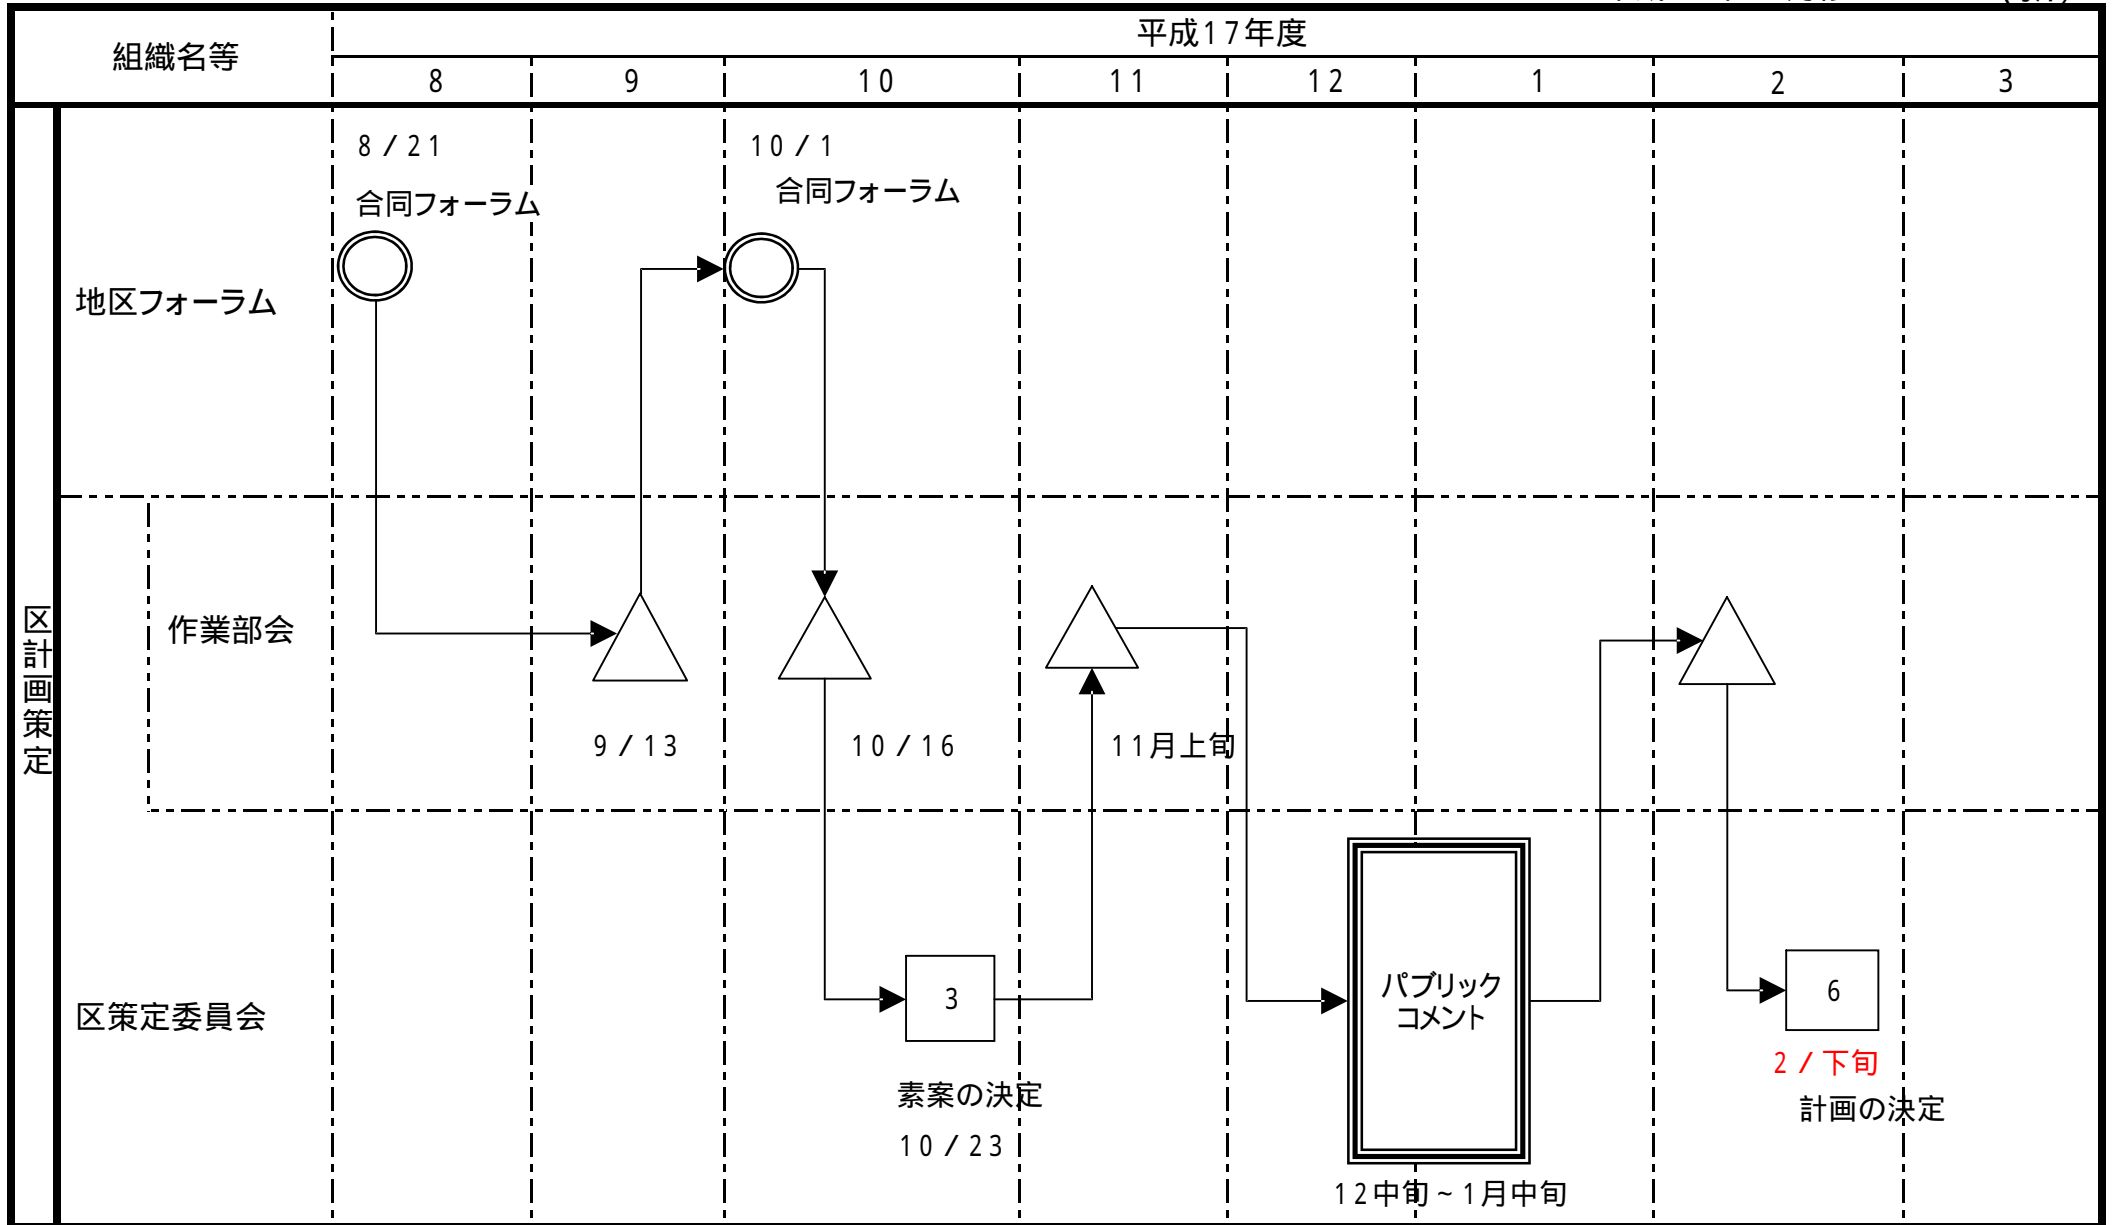 平成17年度
組織名等
8 9 10 11 12 1 2 3
8/21
10/1
合同フォーラム
合同フォーラム
地区フォーラム
区計画策定
作業部会
9/13
10/16
11月上旬
区策定委員会
3
パブリック
コメント
6
2/下旬
素案の決定
計画の決定
10/23
12中旬~1月中旬